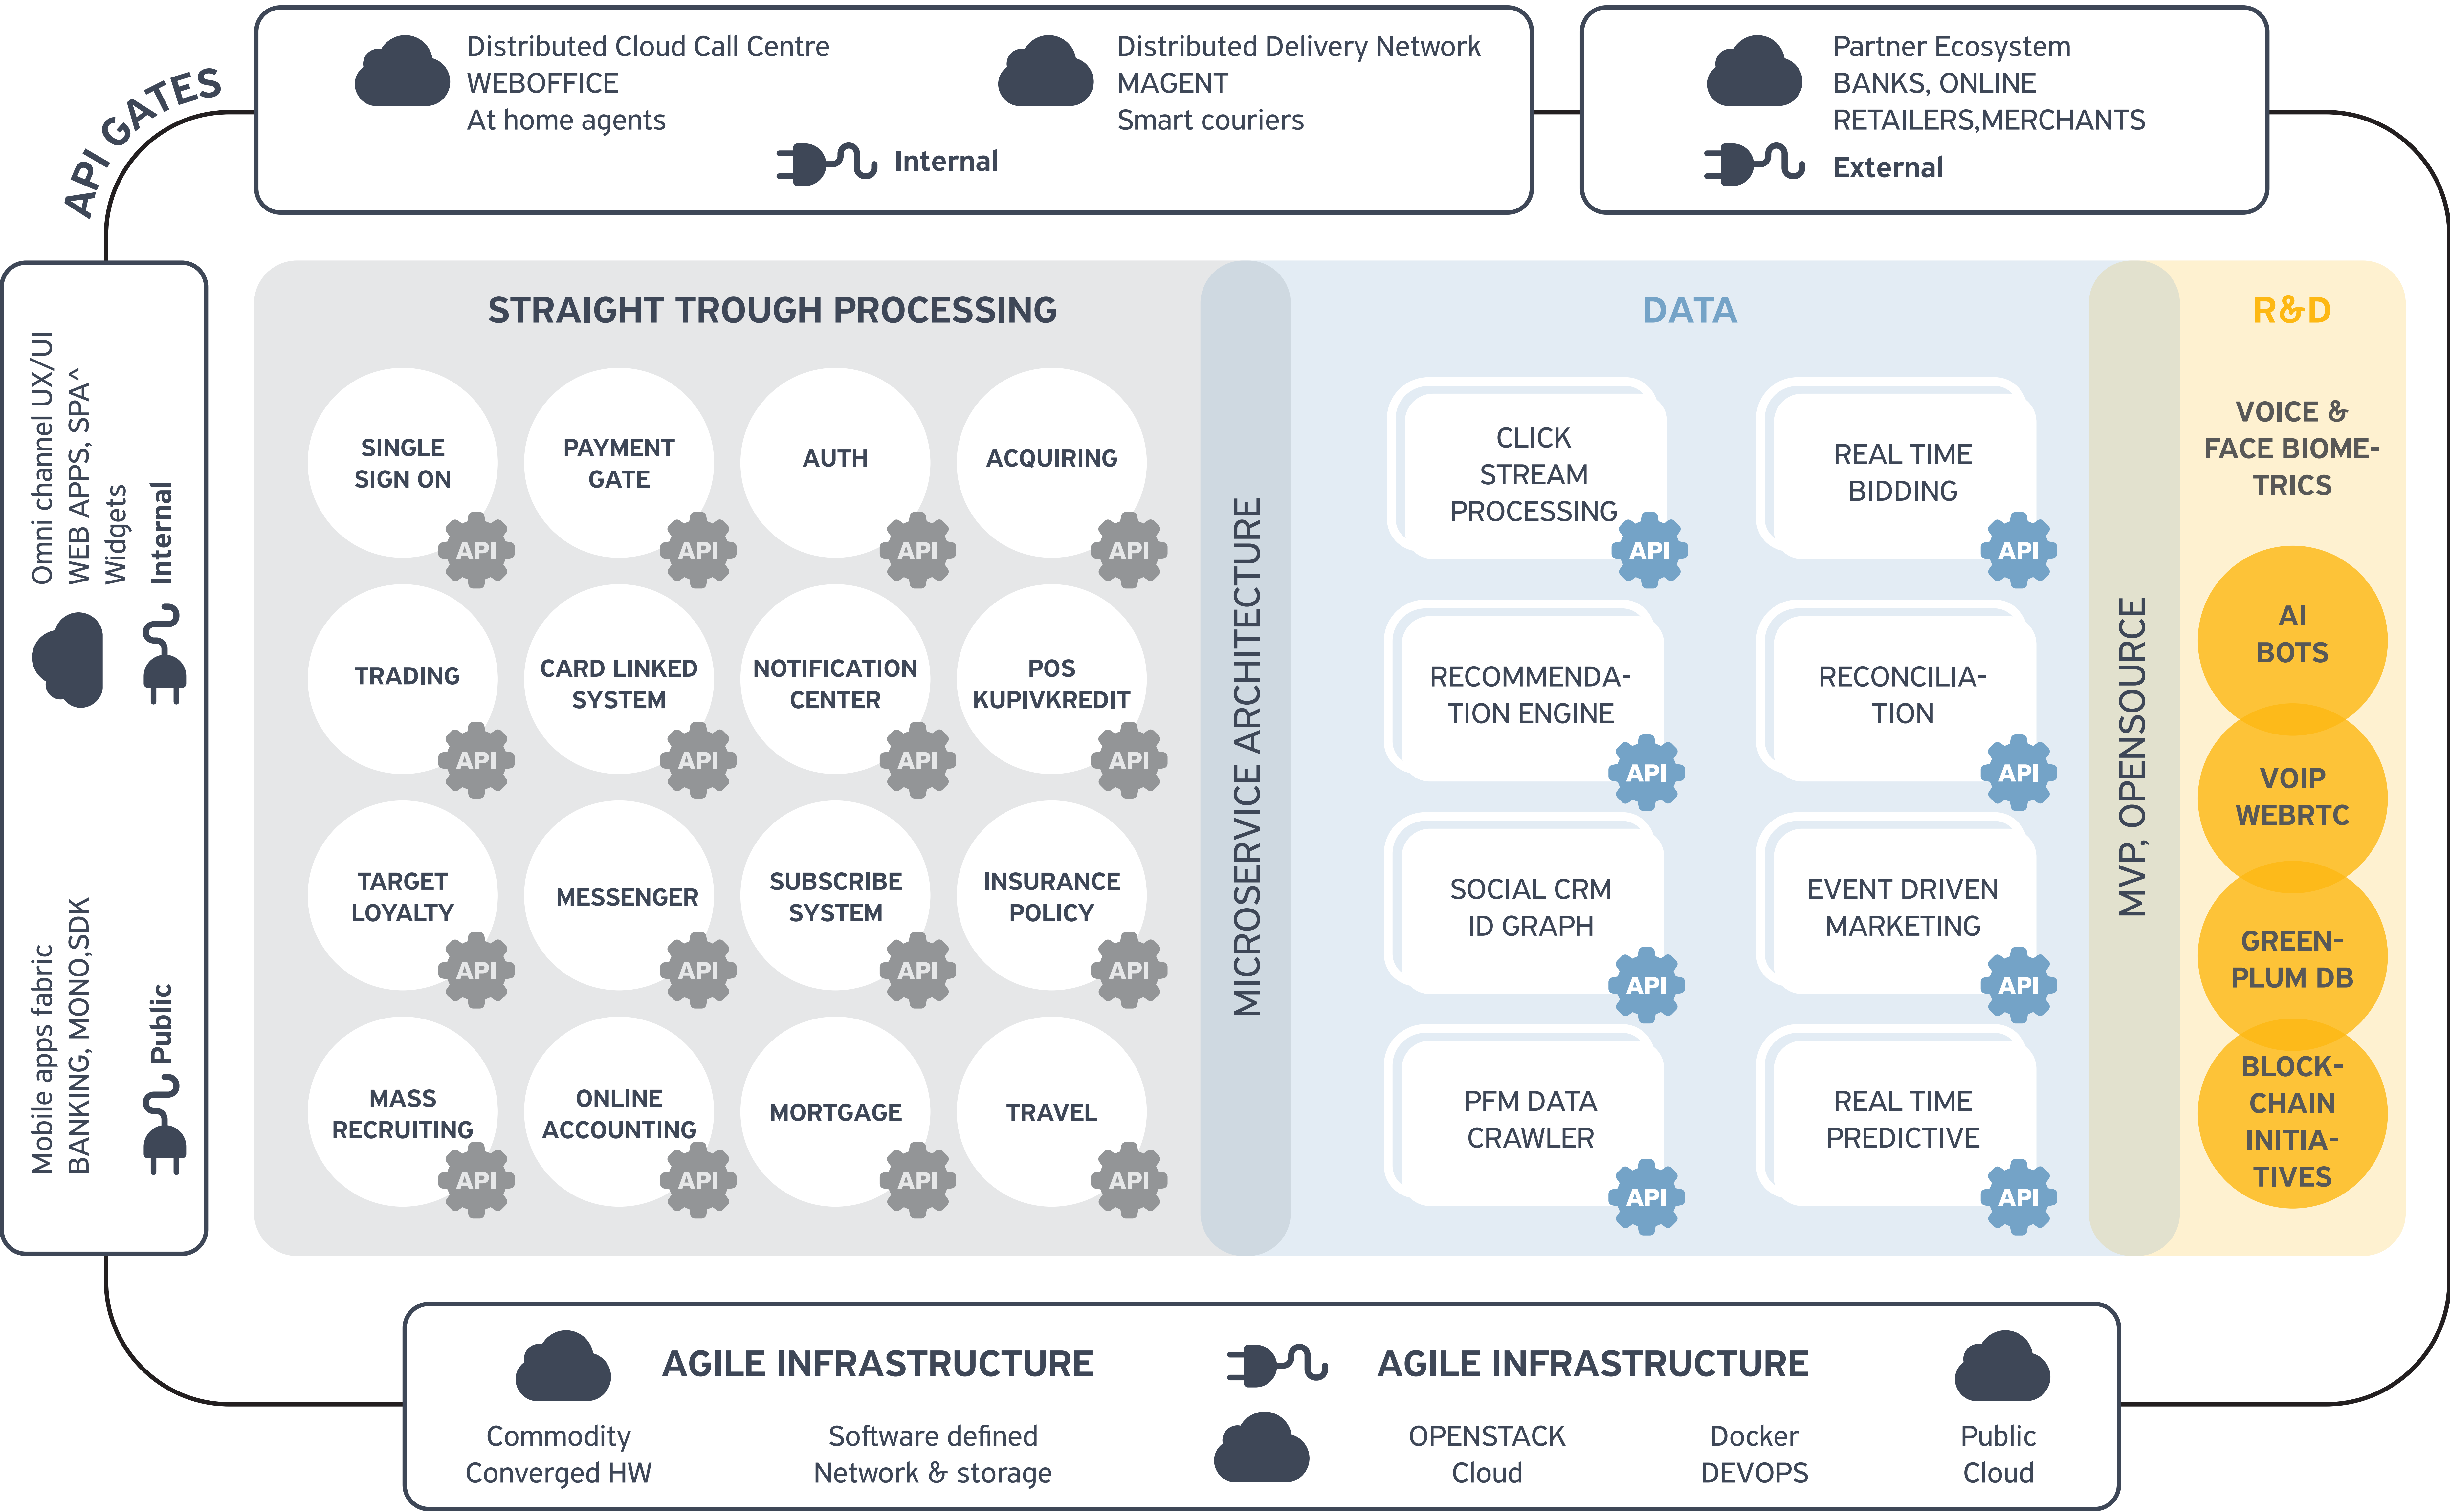 API GATES
Distributed Cloud Call Centre
WEBOFFICE
At home agents
Distributed Delivery Network
MAGENT
Smart couriers
Internal
Partner Ecosystem
BANKS, ONLINE
RETAILERS,MERCHANTS
External
Omni channel UX/UI
WEB APPS, SPA^
Widgets
Internal
Mobile apps fabric
BANKING, MONO,SDK
Public
STRAIGHT TROUGH PROCESSING
SINGLE
SIGN ON
API
PAYMENT
GATE
API
AUTH
API
ACQUIRING
API
TRADING
API
CARD LINKED
SYSTEM
API
NOTIFICATION
CENTER
API
POS
KUPIVKREDIT
API
TARGET
LOYALTY
API
MESSENGER
API
SUBSCRIBE
SYSTEM
API
INSURANCE
POLICY
API
MASS
RECRUITING
API
ONLINE
ACCOUNTING
API
MORTGAGE
API
TRAVEL
API
MICROSERVICE ARCHITECTURE
DATA
CLICK
STREAM
PROCESSING
API
REAL TIME
BIDDING
API
RECOMMENDA-
TION ENGINE
API
RECONCILIA-
TION
API
SOCIAL CRM
ID GRAPH
API
EVENT DRIVEN
MARKETING
API
PFM DATA
CRAWLER
API
REAL TIME
PREDICTIVE
API
MVP, OPENSOURCE
R&D
VOICE &
FACE BIOME-
TRICS
AI
BOTS
VOIP
WEBRTC
GREEN-
PLUM DB
BLOCK-
CHAIN
INITIA-
TIVES
AGILE INFRASTRUCTURE
Commodity
Converged HW
Software defined
Network & storage
AGILE INFRASTRUCTURE
OPENSTACK
Cloud
Docker
DEVOPS
Public
Cloud